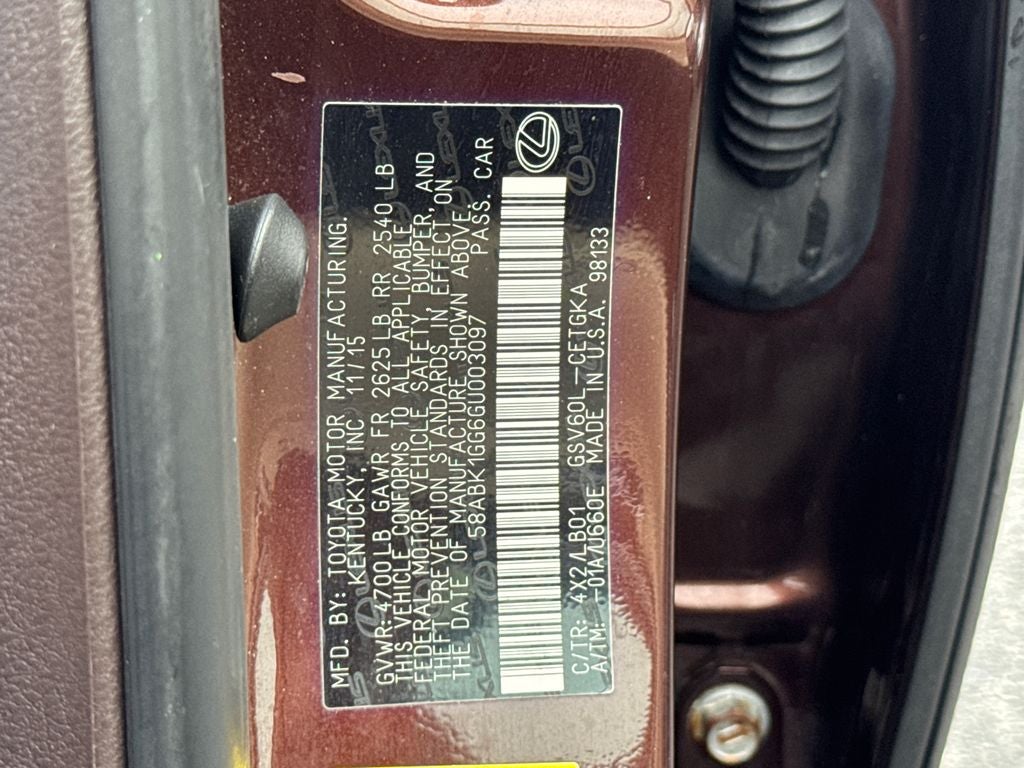 MFD. BY: TOYOTA MOTOR MANUFACTURING.
KENTUCKY, INC 11/15
GVWR: 4700 LB GAWR FR 2625 LB RR 2540 LB
THIS VEHICLE CONFORMS TO ALL APPLICABLE
FEDERAL MOTOR VEHICLE SAFETY, BUMPER, AND
THEFT PREVENTION STANDARDS IN EFFECT ON
THE DATE OF MANUFACTURE SHOWN ABOVE.
58ABK1GG6GU003097 PASS. CAR
C/TR: 4X2/LB01 GSV60L-CETGKA
A/TM: -01A/U660E MADE IN U.S.A. 98133